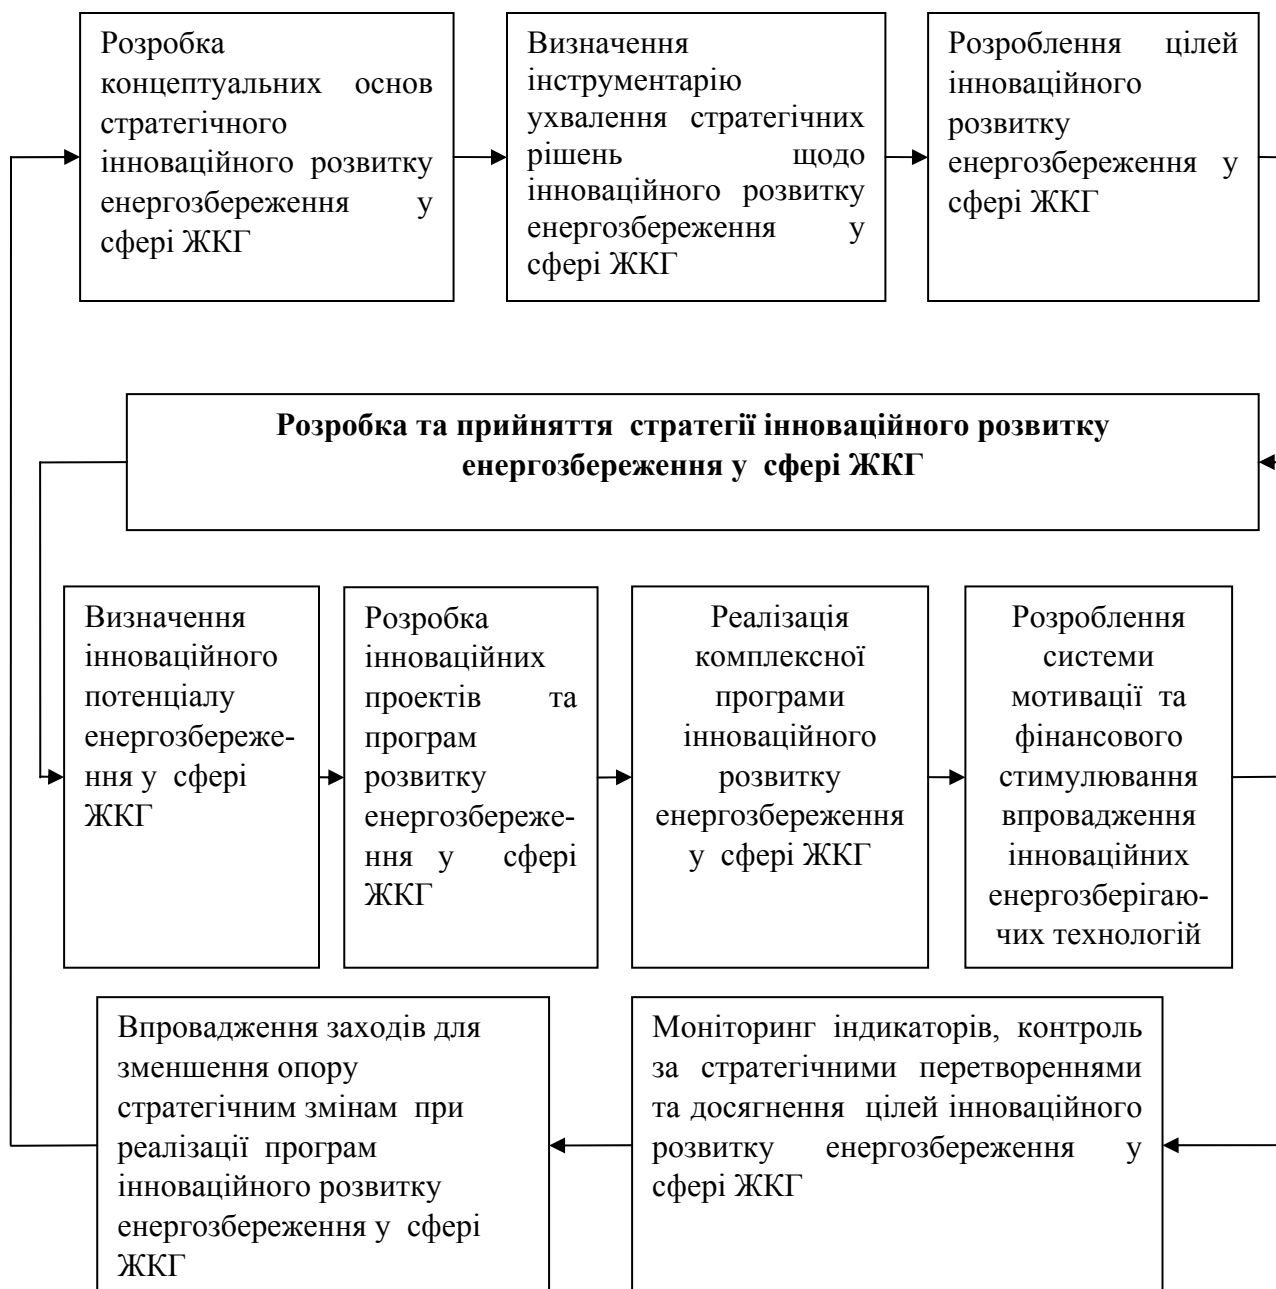 Розробка
концептуальних основ
стратегічного
інноваційного розвитку
енергозбереження у
сфері ЖКГ
Визначення
інструментарію
ухвалення стратегічних
рішень щодо
інноваційного розвитку
енергозбереження у
сфері ЖКГ
Розроблення цілей
інноваційного
розвитку
енергозбереження у
сфері ЖКГ
Розробка та прийняття стратегії інноваційного розвитку
енергозбереження у сфері ЖКГ
Визначення
інноваційного
потенціалу
енергозбереже-
ння у сфері
ЖКГ
Розробка
інноваційних
проектів та
програм
розвитку
енергозбереже-
ння у сфері
ЖКГ
Реалізація
комплексної
програми
інноваційного
розвитку
енергозбереження
у сфері ЖКГ
Розроблення
системи
мотивації та
фінансового
стимулювання
впровадження
інноваційних
енергозберігаю-
чих технологій
Впровадження заходів для
зменшення опору
стратегічним змінам при
реалізації програм
інноваційного розвитку
енергозбереження у сфері
ЖКГ
Моніторинг індикаторів, контроль
за стратегічними перетвореннями
та досягнення цілей інноваційного
розвитку енергозбереження у
сфері ЖКГ